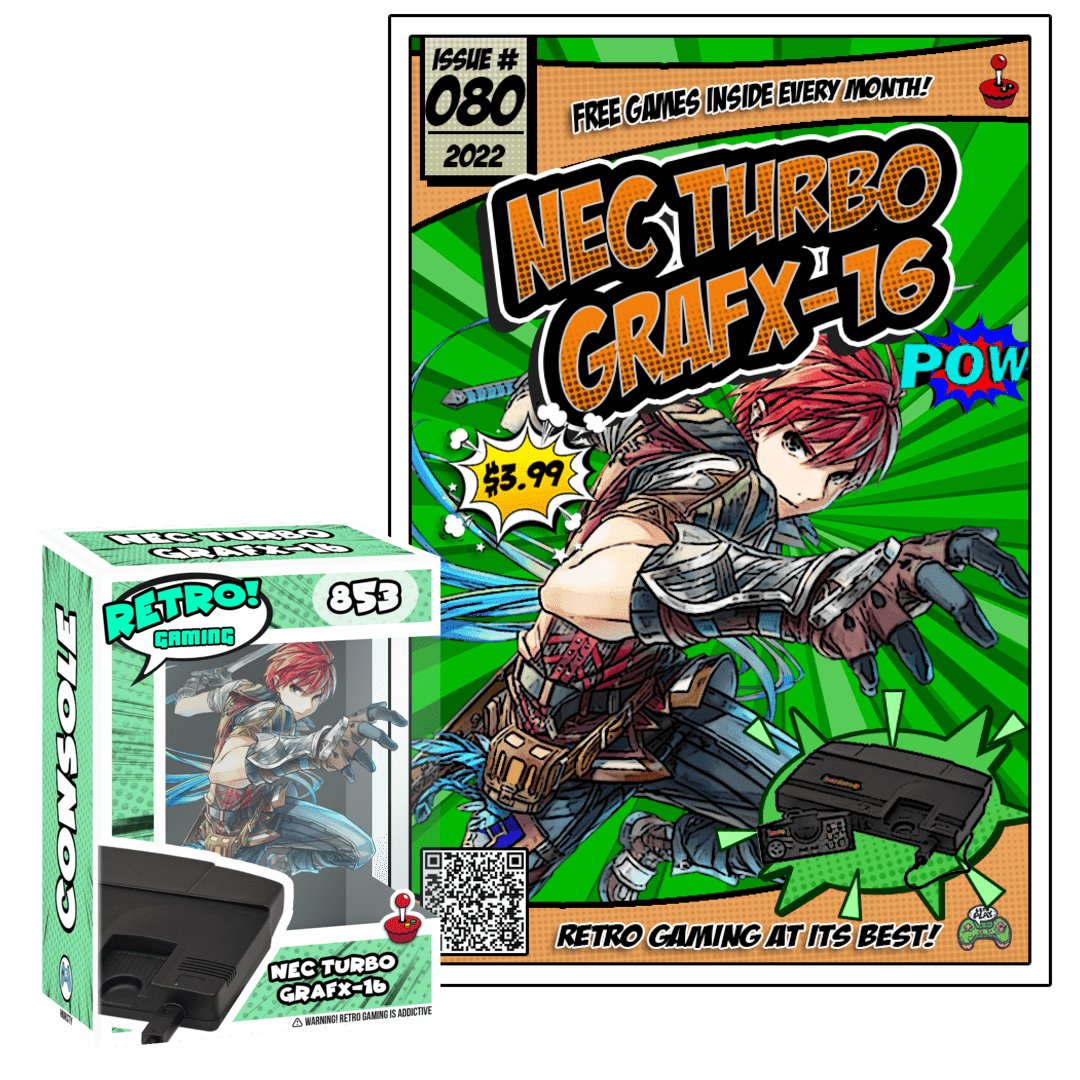 ISSUE #
080
2022
FREE GAMES INSIDE EVERY MONTH!
NEC TURBO
GRAFX-16
POW
$3.99
RETRO GAMING AT ITS BEST!
NEC TURBO
GRAFX-16
RETRO!
GAMING
853
CONSOLE
NEC TURBO
GRAFX-16
⚠ WARNING! RETRO GAMING IS ADDICTIVE